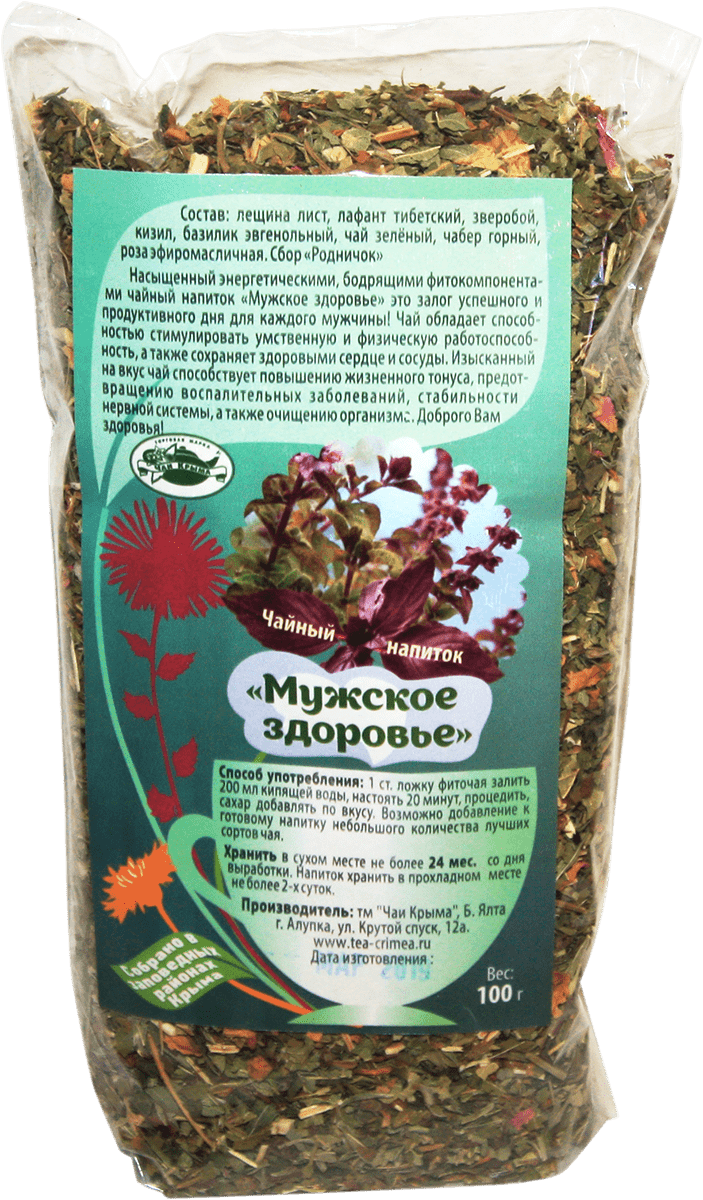 Состав: лещина лист, лафант тибетский, зверобой,
кизил, базилик эвгенольный, чай зелёный, чабер горный,
роза эфиромасличная. Сбор «Родничок»
Насыщенный энергетическими, бодрящими фитокомпонента-
ми чайный напиток «Мужское здоровье» это залог успешного и
продуктивного дня для каждого мужчины! Чай обладает способ-
ностью стимулировать умственную и физическую работоспособ-
ность, а также сохраняет здоровыми сердце и сосуды. Изысканный
на вкус чай способствует повышению жизненного тонуса, предот-
вращению воспалительных заболеваний, стабильности
нервной системы, а также очищению организма. Доброго Вам
здоровья!
ТОРГОВАЯ МАРКА
Чаи Крыма
Чайный
напиток
«Мужское
здоровье»
Способ употребления: 1 ст. ложку фиточая залить
200 мл кипящей воды, настоять 20 минут, процедить,
сахар добавлять по вкусу. Возможно добавление к
готовому напитку небольшого количества лучших
сортов чая.
Хранить в сухом месте не более 24 мес. со дня
выработки. Напиток хранить в прохладном месте
не более 2-х суток.
Производитель: тм "Чаи Крыма", Б. Ялта
г. Алупка, ул. Крутой спуск, 12а.
www.tea-crimea.ru
Дата изготовления :
МАР 2015
Вес:
100 г
Собрано в
заповедных
районах
Крыма